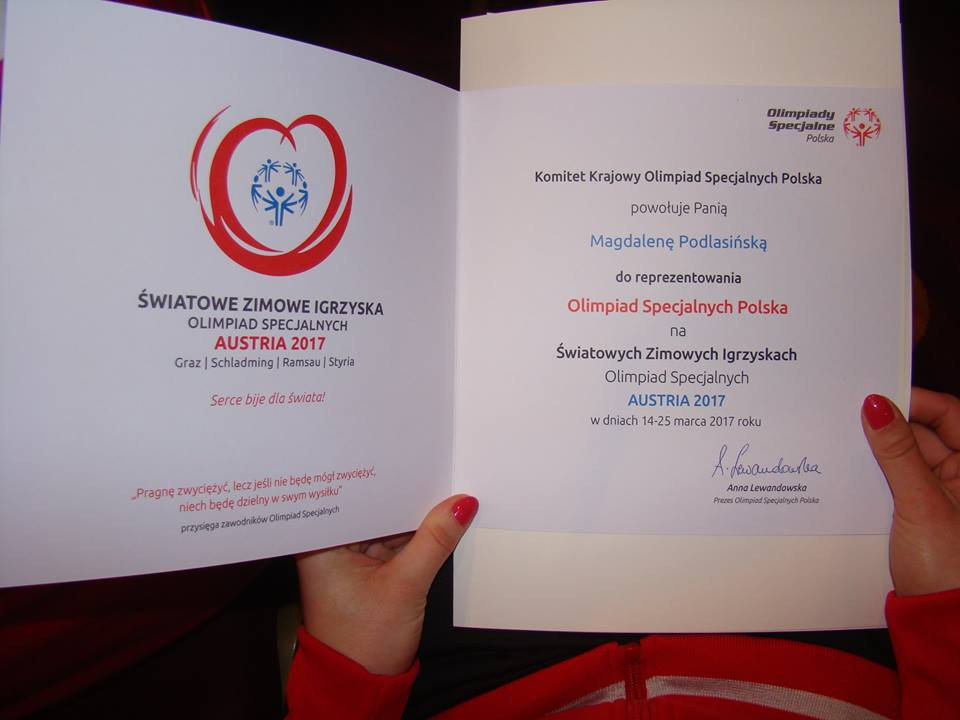 ŚWIATOWE ZIMOWE IGRZYSKA
OLIMPIAD SPECJALNYCH
AUSTRIA 2017
Graz | Schladming | Ramsau | Styria
Serce bije dla świata!
„Pragnę zwyciężyć, lecz jeśli nie będę mógł zwyciężyć,
niech będę dzielny w swym wysiłku”
przysięga zawodników Olimpiad Specjalnych
Olimpiady
Specjalne
Polska
Komitet Krajowy Olimpiad Specjalnych Polska
powołuje Panią
Magdalenę Podlasińską
do reprezentowania
Olimpiad Specjalnych Polska
na
Światowych Zimowych Igrzyskach
Olimpiad Specjalnych
AUSTRIA 2017
w dniach 14-25 marca 2017 roku
A. Lewandowska
Anna Lewandowska
Prezes Olimpiad Specjalnych Polska